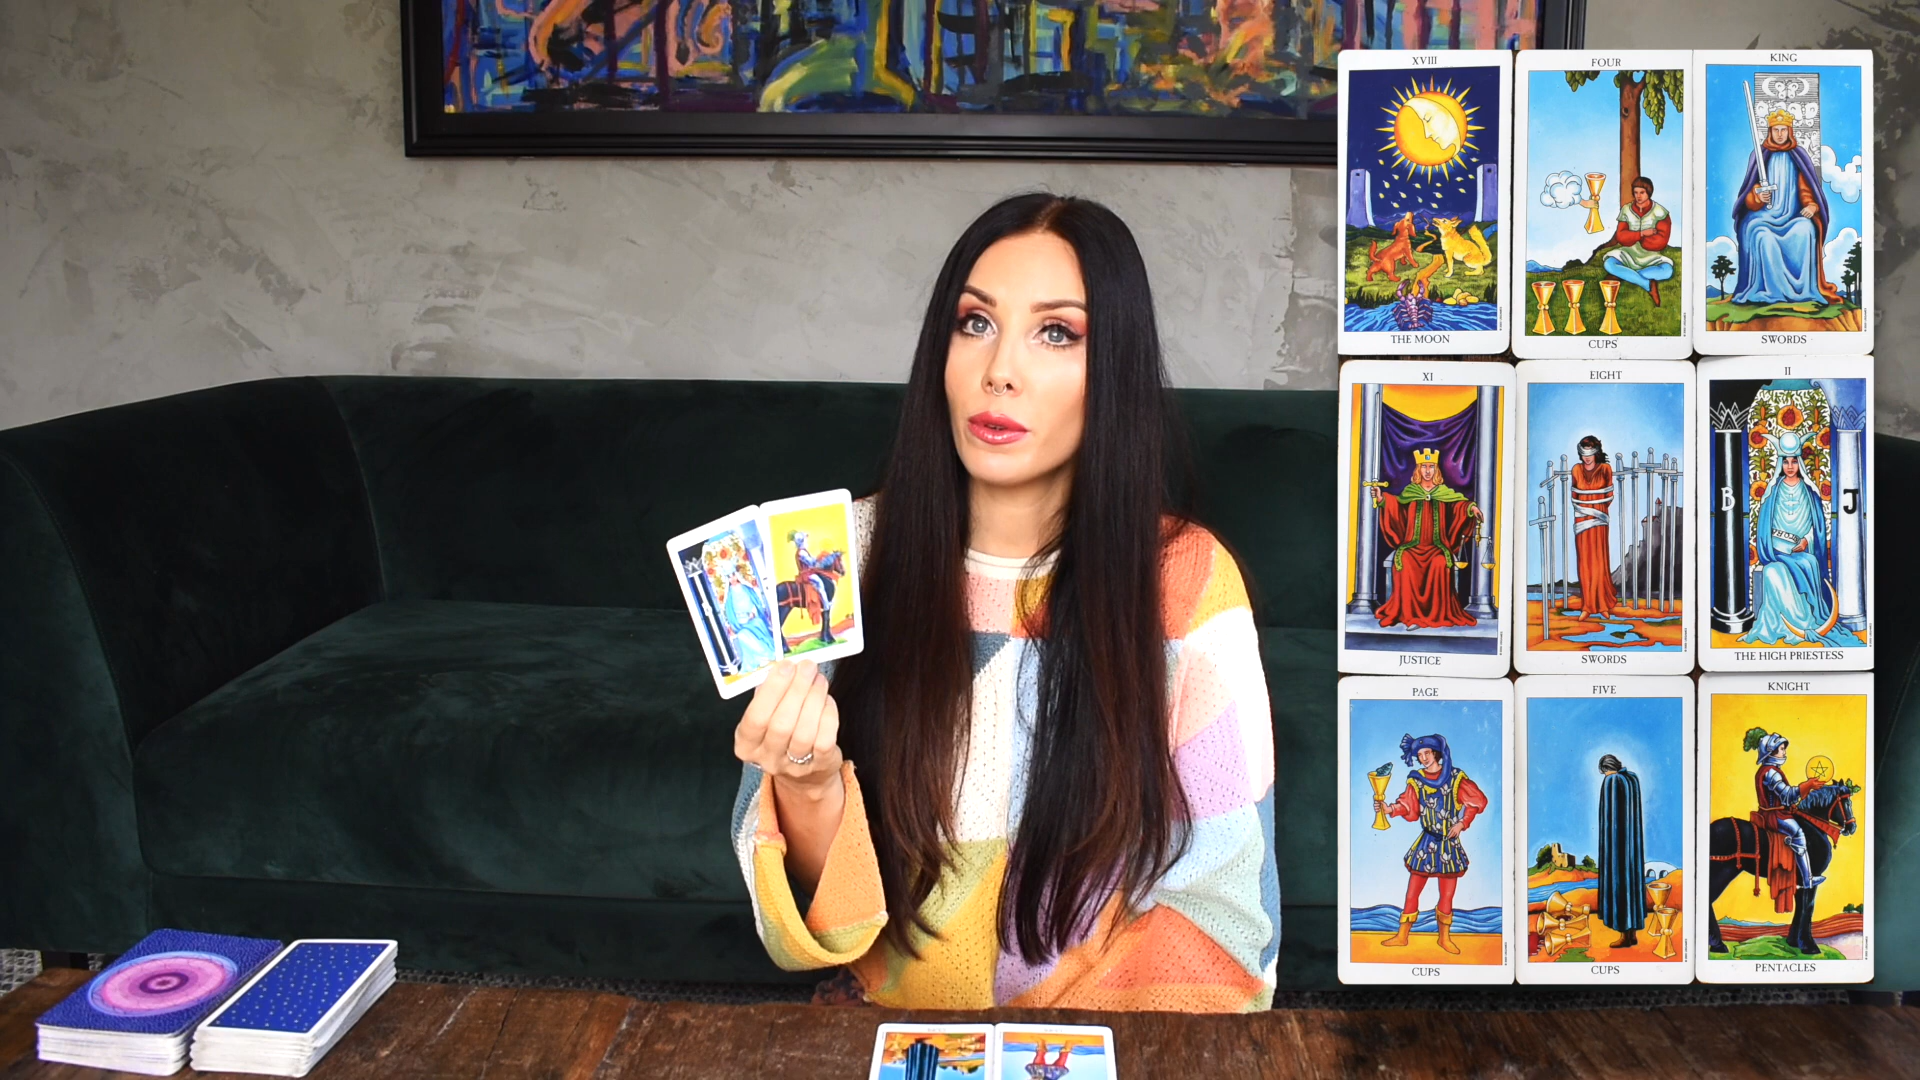 XVIII
THE MOON
FOUR
CUPS
KING
SWORDS
XI
JUSTICE
EIGHT
SWORDS
II
B J
THE HIGH PRIESTESS
PAGE
CUPS
FIVE
CUPS
KNIGHT
PENTACLES